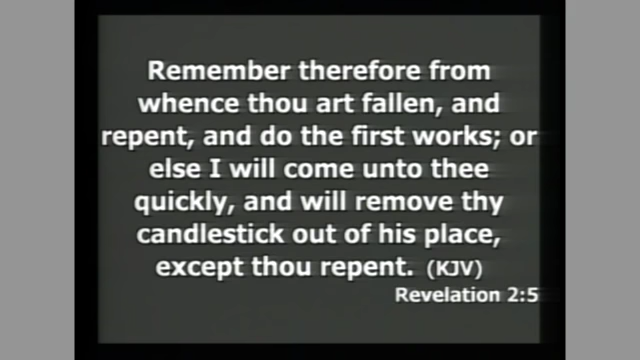 Remember therefore from
whence thou art fallen, and
repent, and do the first works; or
else I will come unto thee
quickly, and will remove thy
candlestick out of his place,
except thou repent. (KJV)
Revelation 2:5